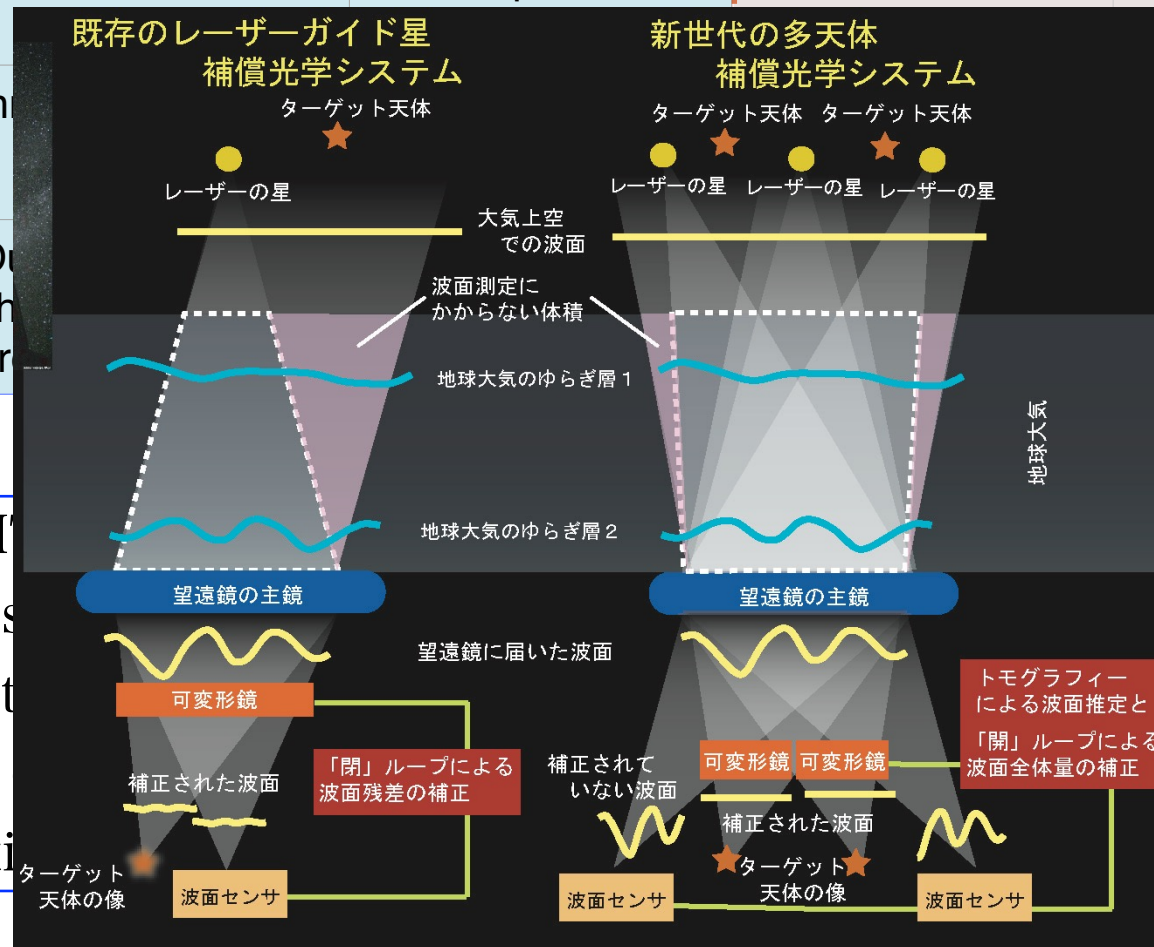 既存のレーザーガイド星
補償光学システム
ターゲット天体
レーザーの星
新世代の多天体
補償光学システム
ターゲット天体 ターゲット天体
レーザーの星 レーザーの星 レーザーの星
大気上空
での波面
波面測定に
かからない体積
地球大気のゆらぎ層1
地球大気
地球大気のゆらぎ層2
望遠鏡の主鏡
望遠鏡の主鏡
望遠鏡に届いた波面
可変形鏡
補正された波面
「閉」ループによる
波面残差の補正
ターゲット
天体の像
波面センサ
トモグラフィー
による波面推定と
「開」ループによる
波面全体量の補正
補正されて
いない波面
可変形鏡 可変形鏡
補正された波面
ターゲット
天体の像
波面センサ
波面センサ